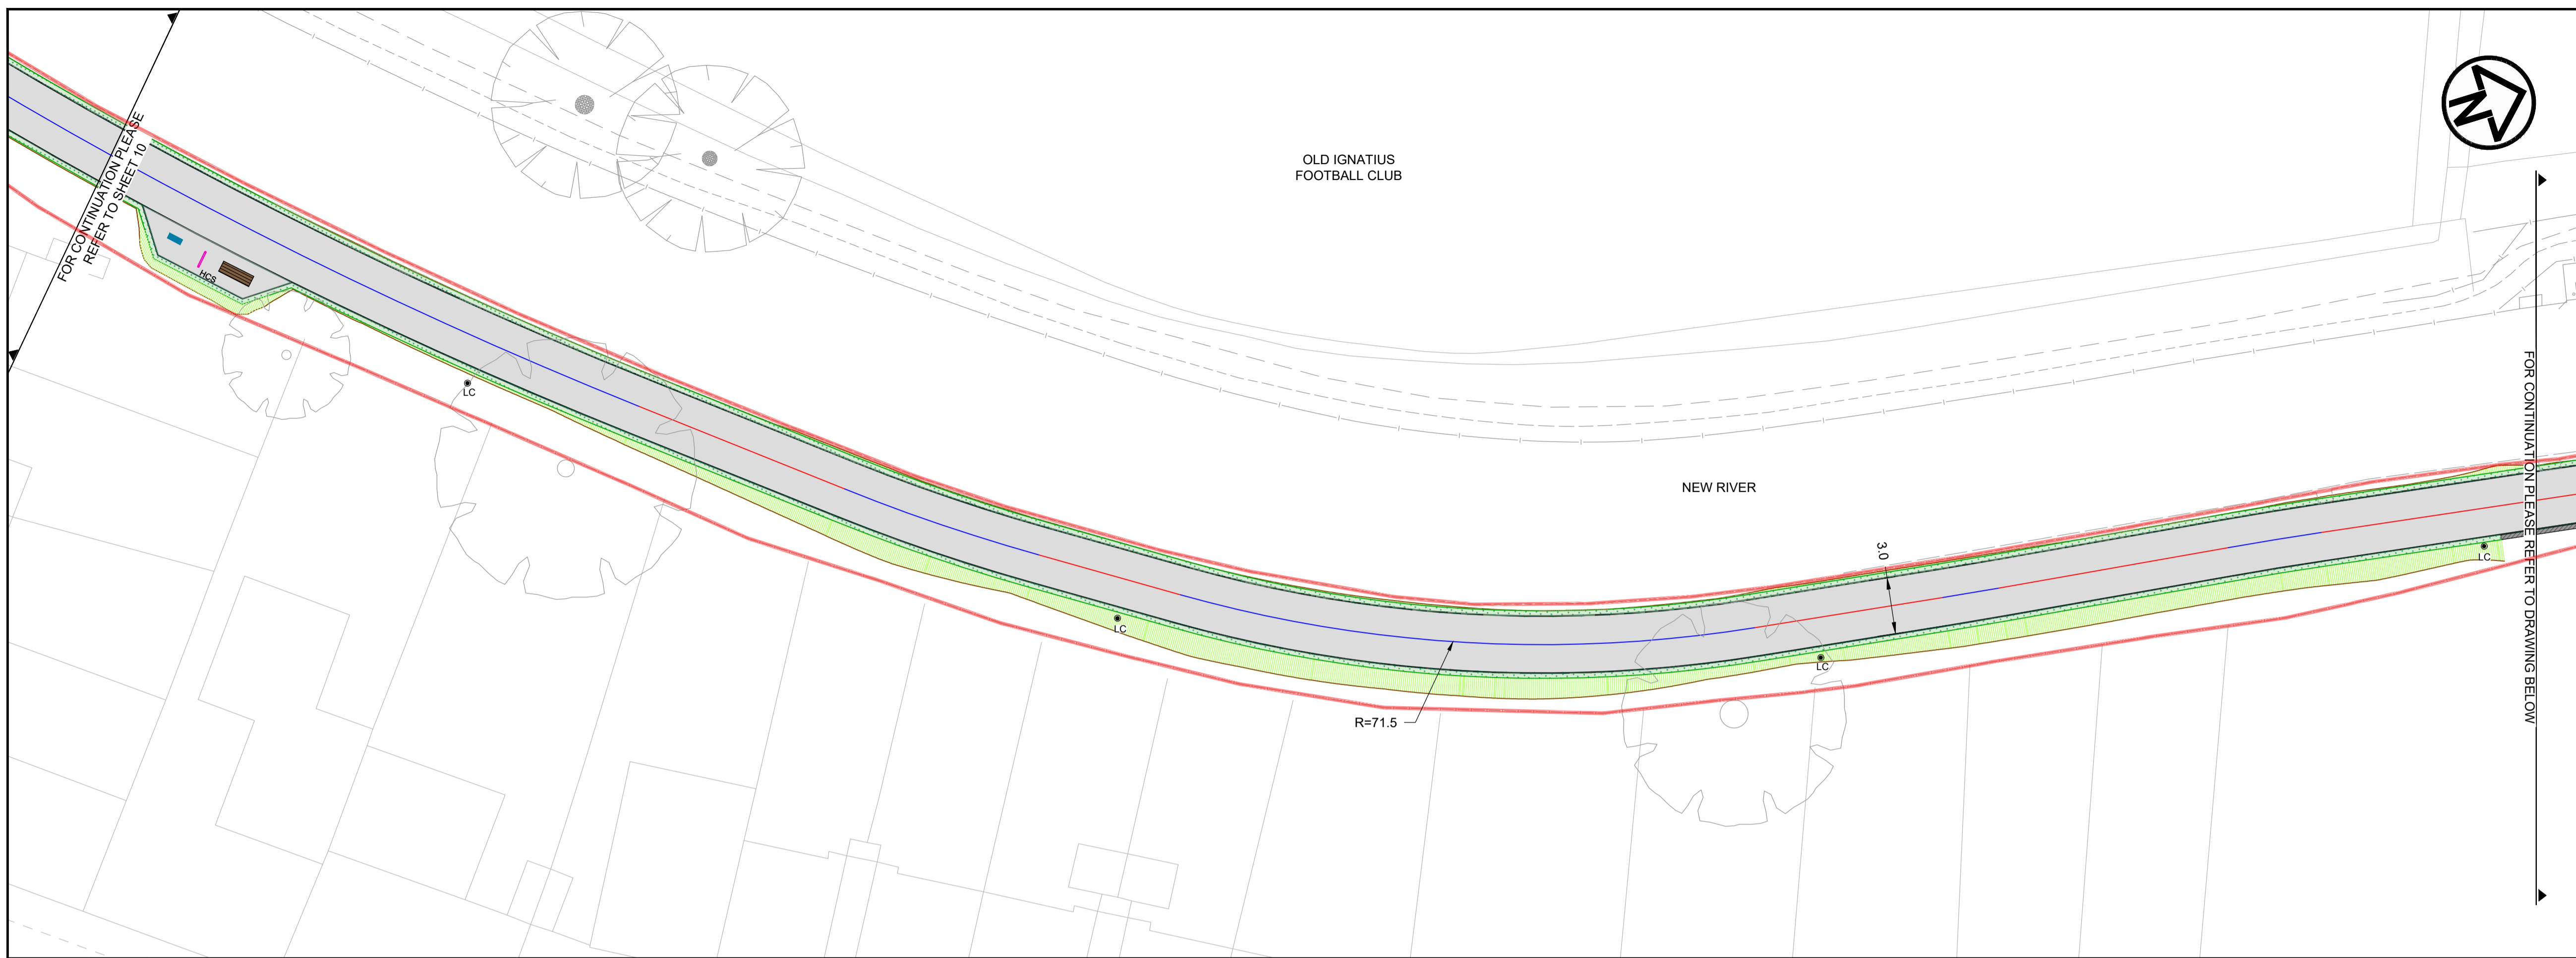 FOR CONTINUATION PLEASE
REFER TO SHEET 10
OLD IGNATIUS
FOOTBALL CLUB
N
HCS
LC
NEW RIVER
3.0
LC
LC
LC
R=71.5
FOR CONTINUATION PLEASE REFER TO DRAWING BELOW